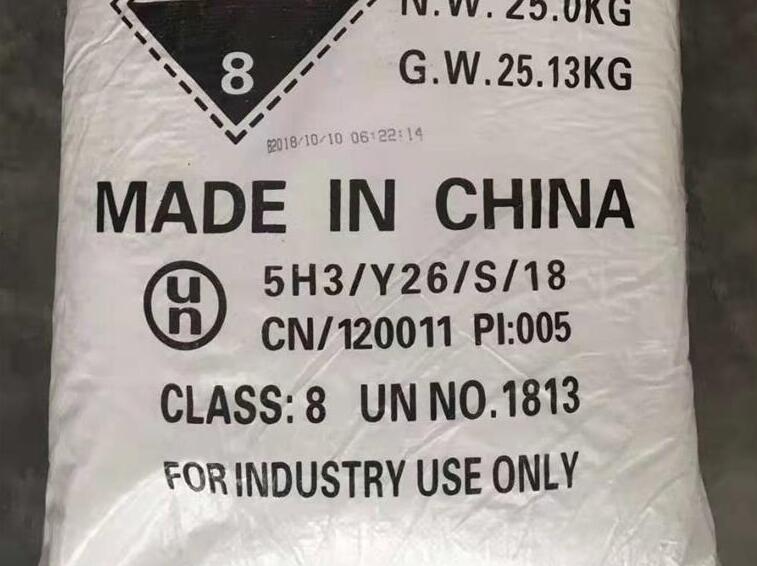 N.W. 25.0KG
8
G.W.25.13KG
B2018/10/10 06:22:14
MADE IN CHINA
un
5H3/Y26/S/18
CN/120011 PI:005
CLASS: 8 UN NO.1813
FOR INDUSTRY USE ONLY